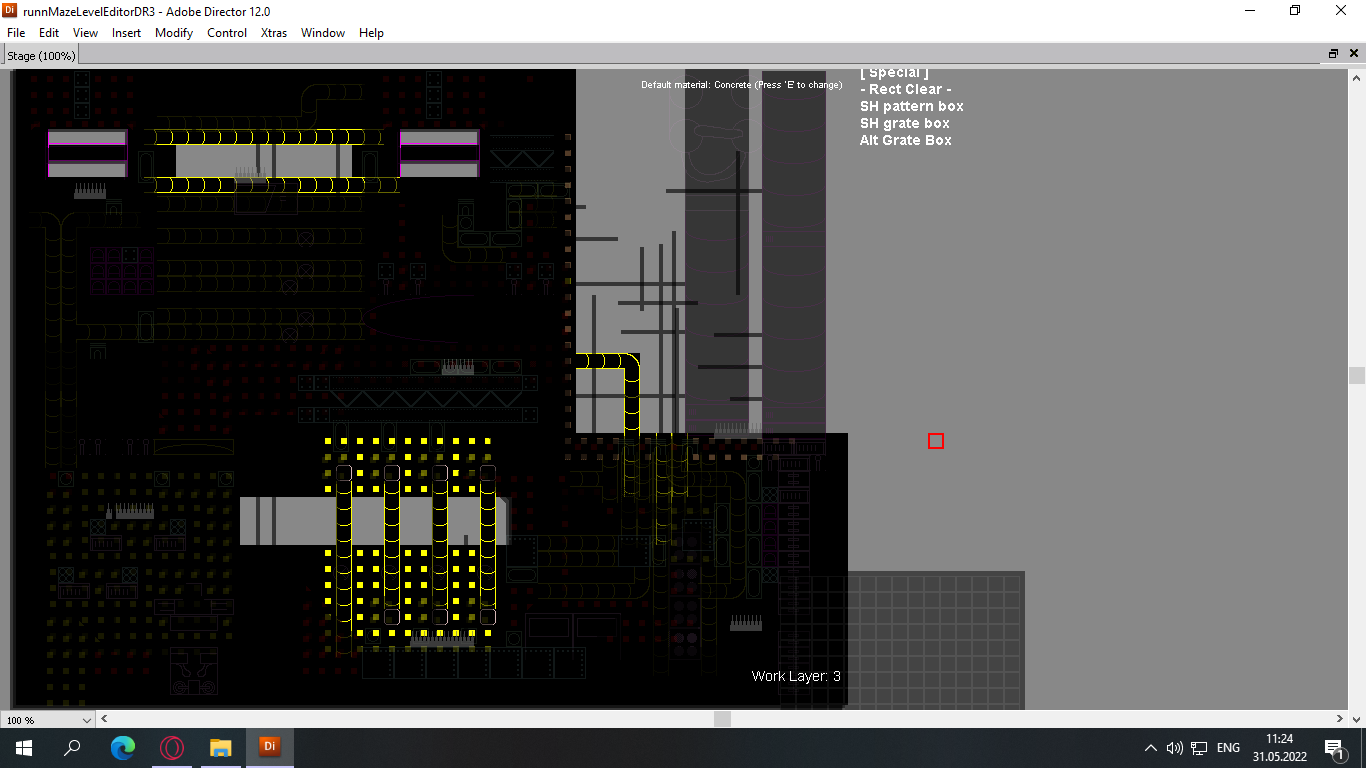 runnMazeLevelEditorDR3 - Adobe Director 12.0
File Edit View Insert Modify Control Xtras Window Help
Stage (100%)
[ Special ]
Default material: Concrete (Press 'E' to change)
- Rect Clear -
SH pattern box
SH grate box
Alt Grate Box
Work Layer: 3
100 %
Di
ENG
11:24
31.05.2022
1